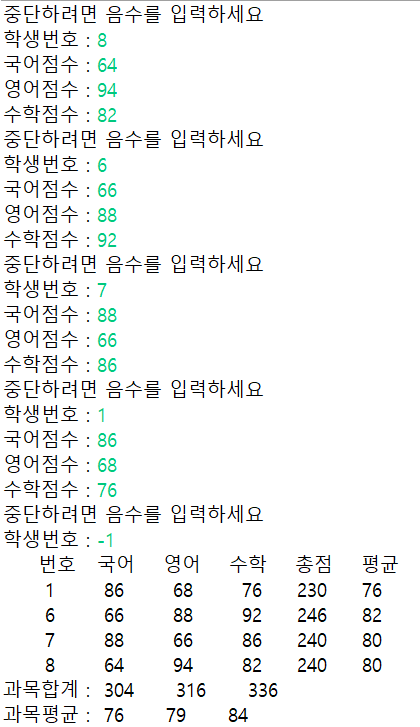 중단하려면 음수를 입력하세요
학생번호 : 8
국어점수 : 64
영어점수 : 94
수학점수 : 82
중단하려면 음수를 입력하세요
학생번호 : 6
국어점수 : 66
영어점수 : 88
수학점수 : 92
중단하려면 음수를 입력하세요
학생번호 : 7
국어점수 : 88
영어점수 : 66
수학점수 : 86
중단하려면 음수를 입력하세요
학생번호 : 1
국어점수 : 86
영어점수 : 68
수학점수 : 76
중단하려면 음수를 입력하세요
학생번호 : -1
번호 국어 영어 수학 총점 평균
1 86 68 76 230 76
6 66 88 92 246 82
7 88 66 86 240 80
8 64 94 82 240 80
과목합계 : 304 316 336
과목평균 : 76 79 84